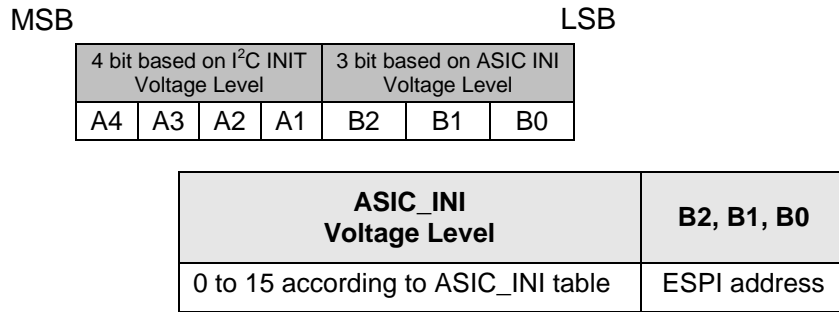 MSB LSB
4 bit based on I²C INIT Voltage Level 3 bit based on ASIC INI Voltage Level
A4 A3 A2 A1 B2 B1 B0
ASIC_INI Voltage Level B2, B1, B0
0 to 15 according to ASIC_INI table ESPI address